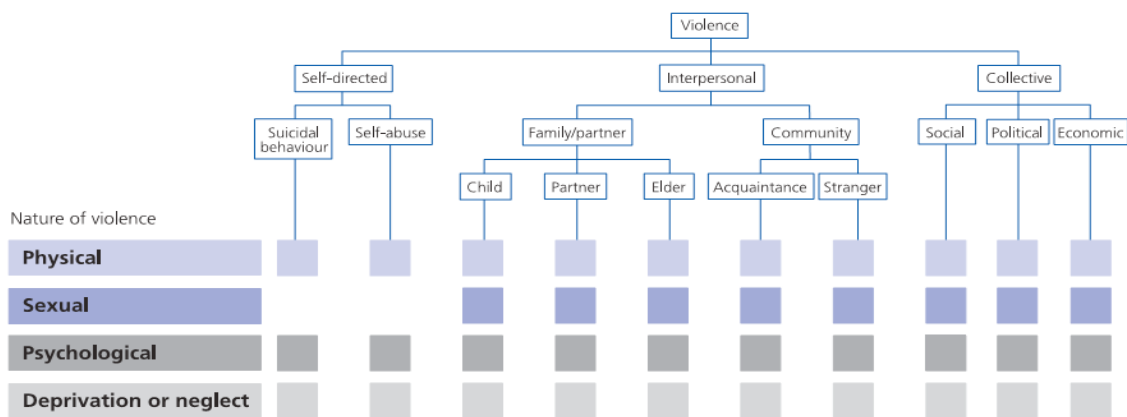 Violence
Self-directed
Interpersonal
Collective
Suicidal
behaviour
Self-abuse
Family/partner
Community
Social
Political
Economic
Child
Partner
Elder
Acquaintance
Stranger
Nature of violence
Physical
Sexual
Psychological
Deprivation or neglect